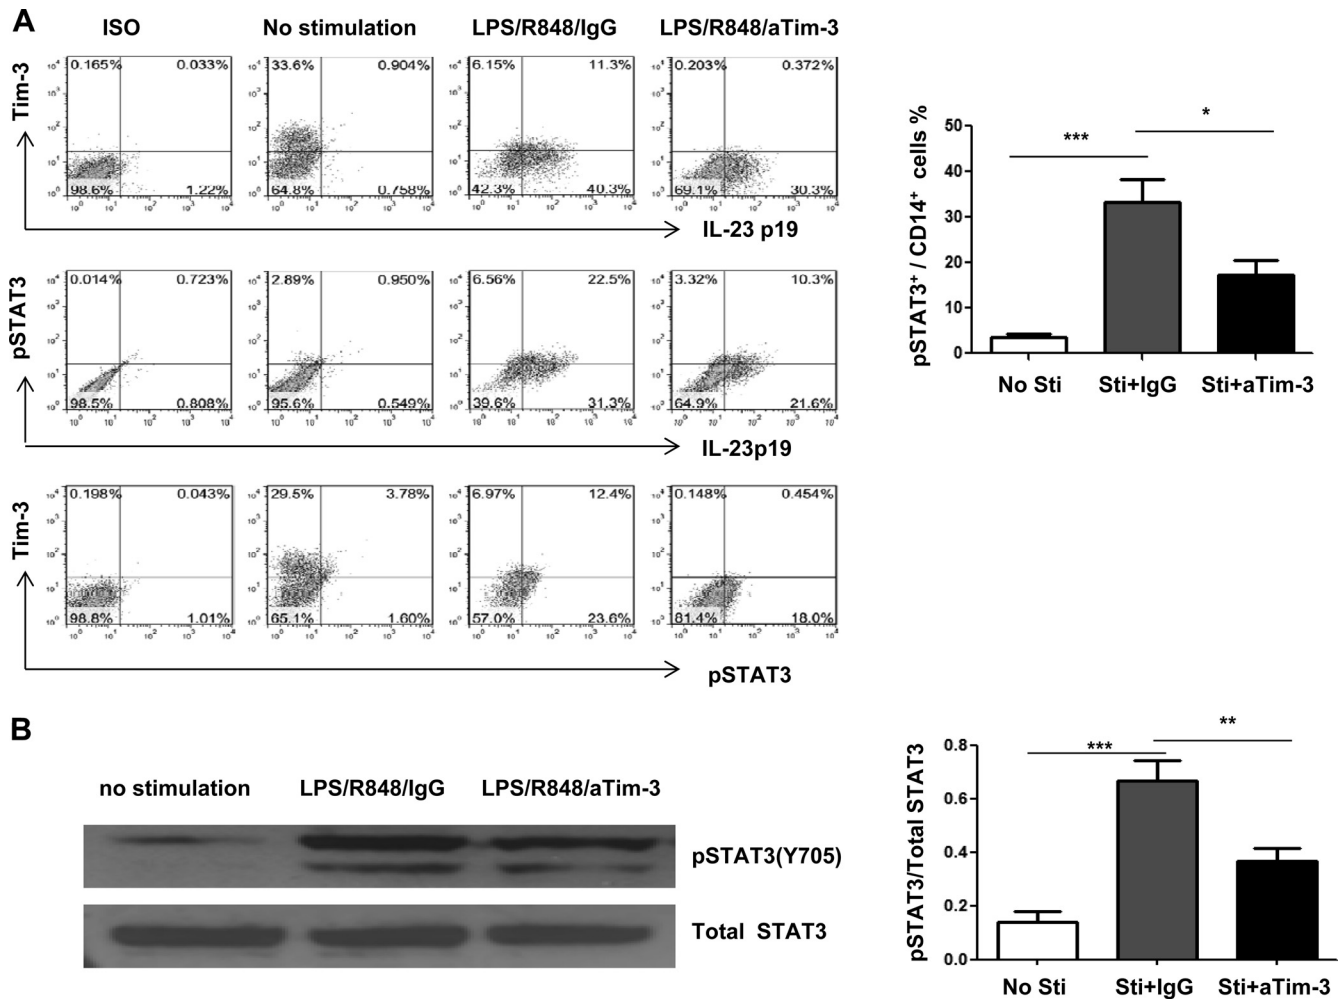 A
ISO No stimulation LPS/R848/IgG LPS/R848/aTim-3
Tim-3
0.165% 0.033% 33.6% 0.904% 6.15% 11.3% 0.203% 0.372%
98.6% 1.22% 64.8% 0.758% 42.3% 40.3% 69.1% 30.3%
IL-23 p19
pSTAT3
0.014% 0.723% 2.89% 0.950% 6.56% 22.5% 3.32% 10.3%
98.5% 0.808% 95.6% 0.549% 39.6% 31.3% 64.9% 21.6%
IL-23p19
Tim-3
0.198% 0.043% 29.5% 3.78% 6.97% 12.4% 0.148% 0.454%
98.8% 1.01% 65.1% 1.60% 57.0% 23.6% 81.4% 18.0%
pSTAT3
pSTAT3⁺ / CD14⁺ cells %
50
40
30
20
10
0
***
*
No Sti Sti+IgG Sti+aTim-3
B
no stimulation LPS/R848/IgG LPS/R848/aTim-3
pSTAT3(Y705)
Total STAT3
pSTAT3/Total STAT3
0.8
0.6
0.4
0.2
0.0
***
**
No Sti Sti+IgG Sti+aTim-3